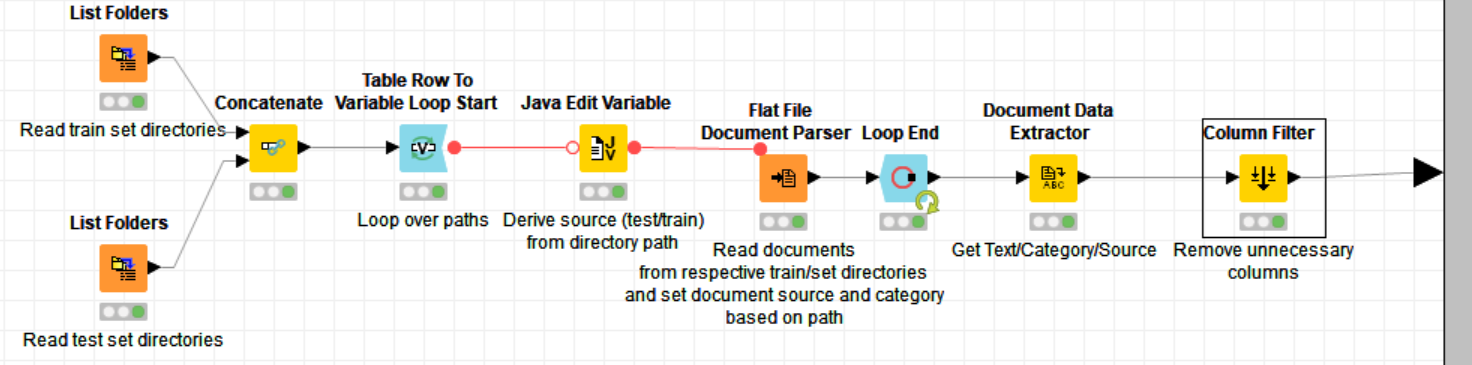 List Folders
Read train set directories
Concatenate
Table Row To
Variable Loop Start
Loop over paths
Java Edit Variable
Derive source (test/train)
from directory path
Flat File
Document Parser
Read documents
from respective train/set directories
and set document source and category
based on path
Loop End
Document Data
Extractor
Get Text/Category/Source
Column Filter
Remove unnecessary
columns
List Folders
Read test set directories
V
J
V
ABC